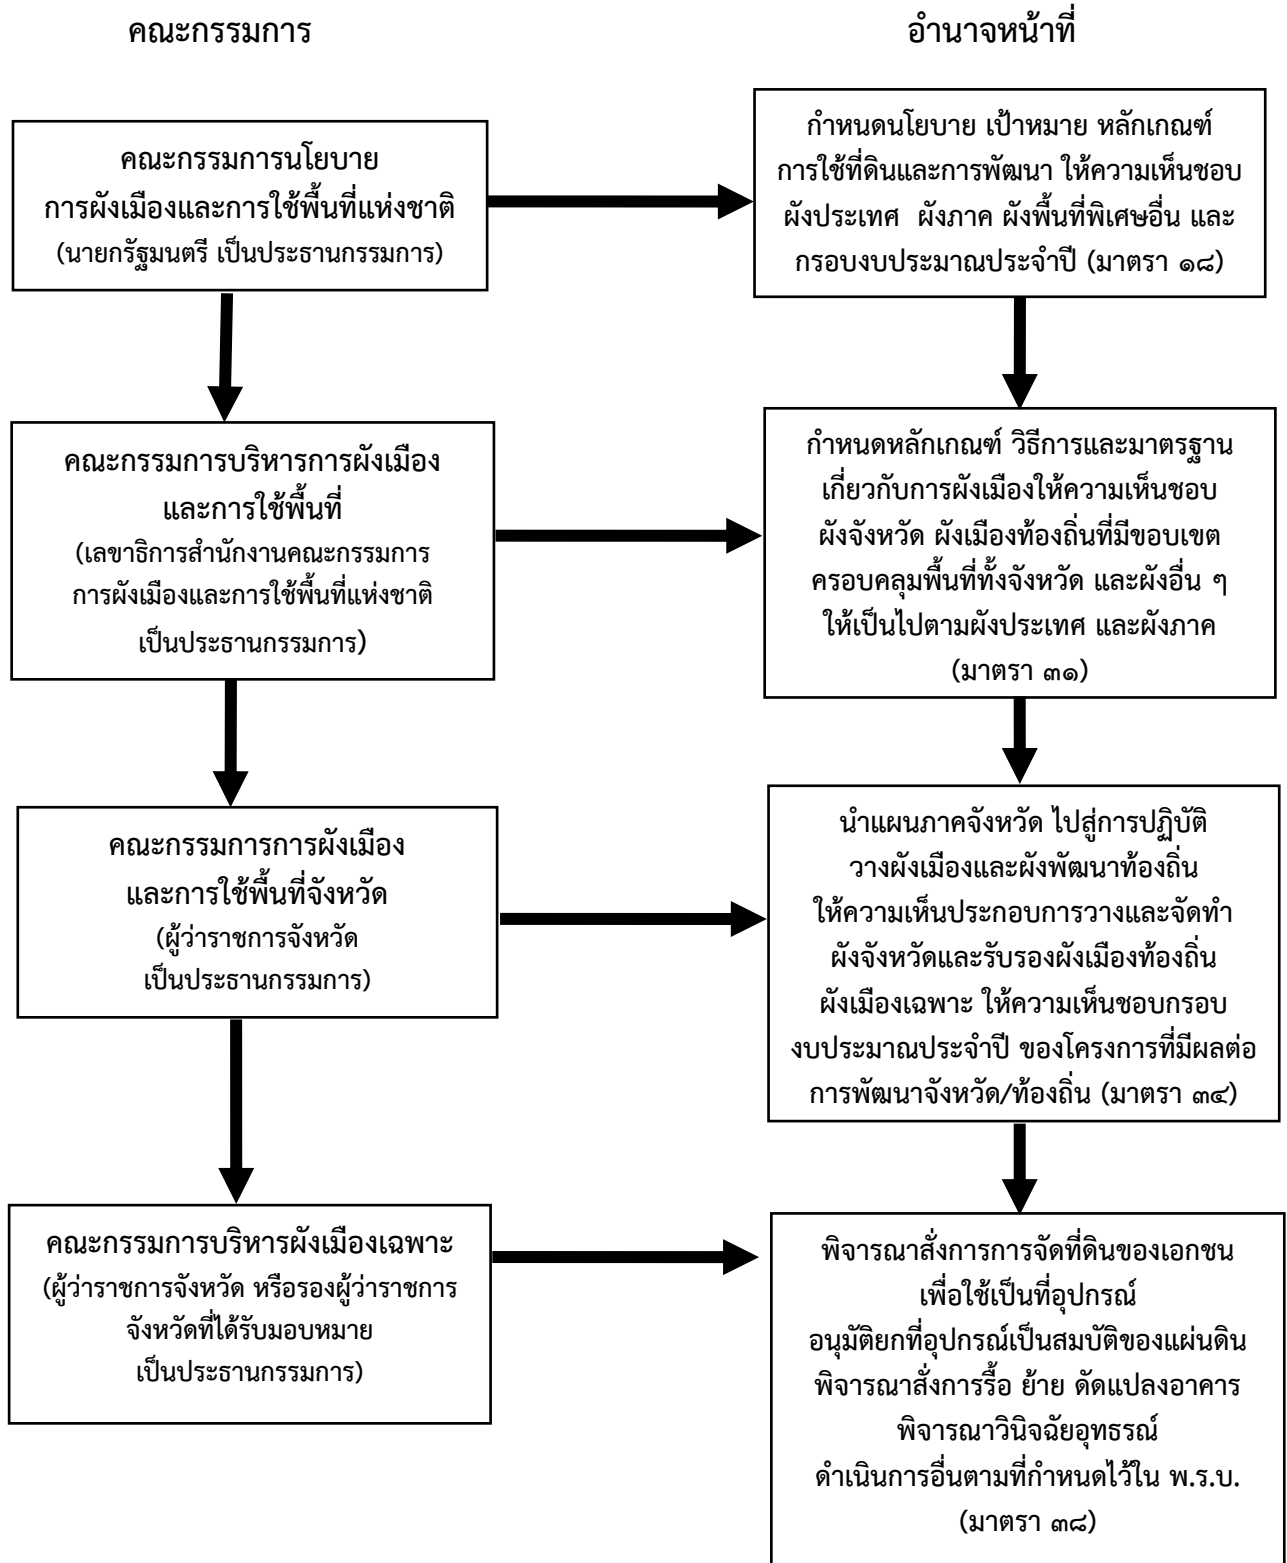 คณะกรรมการ
อำนาจหน้าที่
คณะกรรมการนโยบาย
การผังเมืองและการใช้พื้นที่แห่งชาติ
(นายกรัฐมนตรี เป็นประธานกรรมการ)
กำหนดนโยบาย เป้าหมาย หลักเกณฑ์
การใช้ที่ดินและการพัฒนา ให้ความเห็นชอบ
ผังประเทศ ผังภาค ผังพื้นที่พิเศษอื่น และ
กรอบงบประมาณประจำปี (มาตรา ๑๘)
คณะกรรมการบริหารการผังเมือง
และการใช้พื้นที่
(เลขาธิการสำนักงานคณะกรรมการ
การผังเมืองและการใช้พื้นที่แห่งชาติ
เป็นประธานกรรมการ)
กำหนดหลักเกณฑ์ วิธีการและมาตรฐาน
เกี่ยวกับการผังเมืองให้ความเห็นชอบ
ผังจังหวัด ผังเมืองท้องถิ่นที่มีขอบเขต
ครอบคลุมพื้นที่ทั้งจังหวัด และผังอื่น ๆ
ให้เป็นไปตามผังประเทศ และผังภาค
(มาตรา ๓๑)
คณะกรรมการการผังเมือง
และการใช้พื้นที่จังหวัด
(ผู้ว่าราชการจังหวัด
เป็นประธานกรรมการ)
นำแผนภาคจังหวัด ไปสู่การปฏิบัติ
วางผังเมืองและผังพัฒนาท้องถิ่น
ให้ความเห็นประกอบการวางและจัดทำ
ผังจังหวัดและรับรองผังเมืองท้องถิ่น
ผังเมืองเฉพาะ ให้ความเห็นชอบกรอบ
งบประมาณประจำปี ของโครงการที่มีผลต่อ
การพัฒนาจังหวัด/ท้องถิ่น (มาตรา ๓๔)
คณะกรรมการบริหารผังเมืองเฉพาะ
(ผู้ว่าราชการจังหวัด หรือรองผู้ว่าราชการ
จังหวัดที่ได้รับมอบหมาย
เป็นประธานกรรมการ)
พิจารณาสั่งการการจัดที่ดินของเอกชน
เพื่อใช้เป็นที่อุปกรณ์
อนุมัติยกที่อุปกรณ์เป็นสมบัติของแผ่นดิน
พิจารณาสั่งการรื้อ ย้าย ดัดแปลงอาคาร
พิจารณาวินิจฉัยอุทธรณ์
ดำเนินการอื่นตามที่กำหนดไว้ใน พ.ร.บ.
(มาตรา ๓๘)